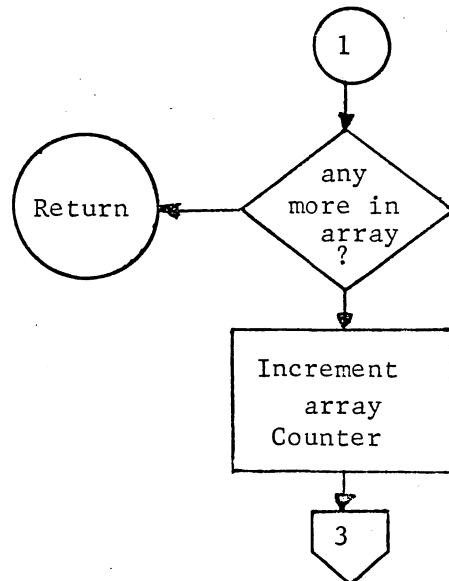 1
any
more in
array
?
Return
Increment
array
Counter
3